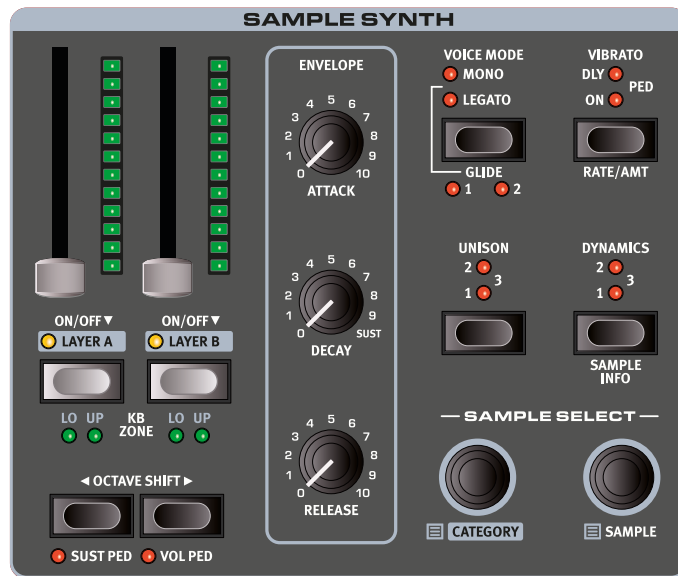 SAMPLE SYNTH
ON/OFF▼
LAYER A
ON/OFF▼
LAYER B
LO UP
KB
ZONE
LO UP
◄ OCTAVE SHIFT ►
SUST PED
VOL PED
ENVELOPE
0 1 2 3 4 5 6 7 8 9 10
ATTACK
0 1 2 3 4 5 6 7 8 9 SUST
DECAY
0 1 2 3 4 5 6 7 8 9 10
RELEASE
VOICE MODE
MONO
LEGATO
GLIDE
1 2
VIBRATO
DLY
PED
ON
RATE/AMT
UNISON
2
3
1
DYNAMICS
2
3
1
SAMPLE
INFO
SAMPLE SELECT
CATEGORY
SAMPLE